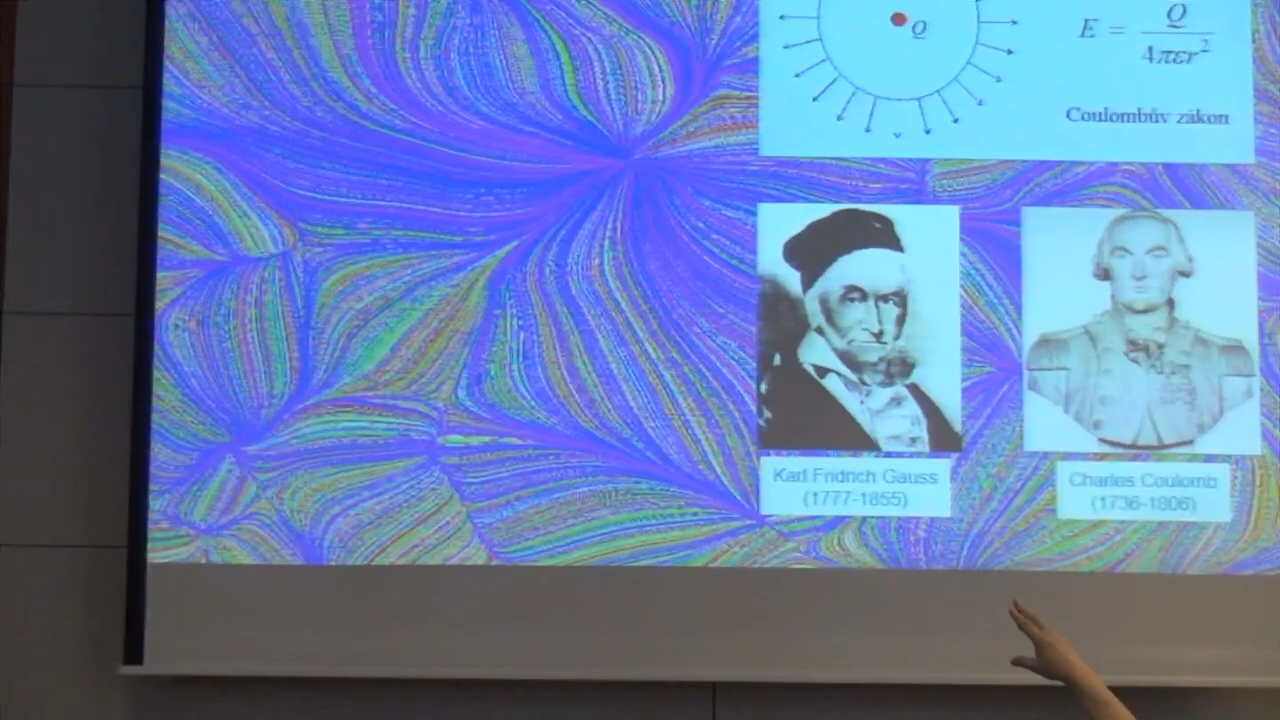 Q
E = Q / 4πεr²
Coulombův zákon
Karl Fridrich Gauss
(1777-1855)
Charles Coulomb
(1736-1806)